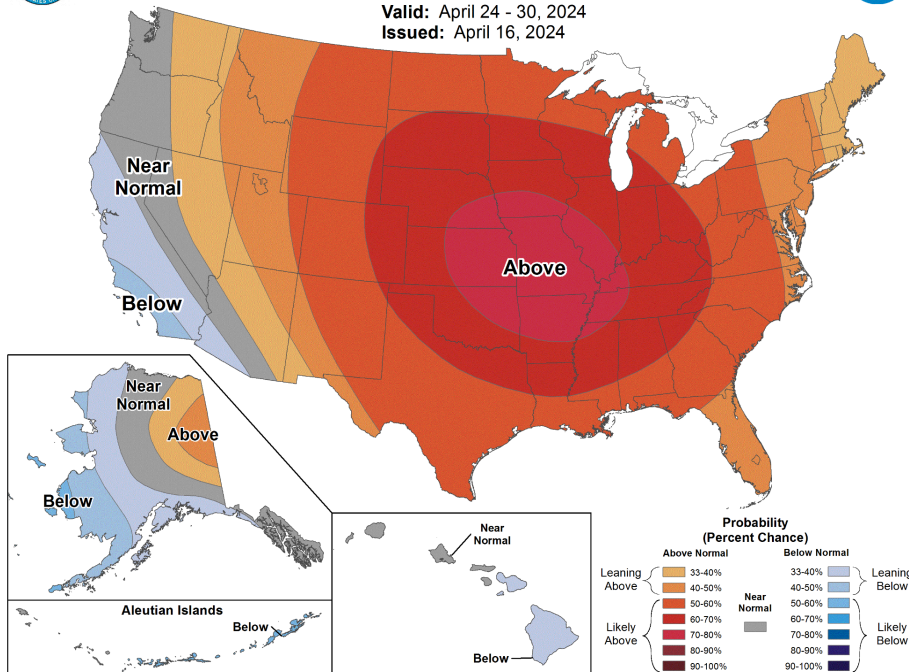 Valid: April 24 - 30, 2024
Issued: April 16, 2024
Near
Normal
Above
Below
Near
Normal
Above
Below
Aleutian Islands
Below
Near
Normal
Below
Probability
(Percent Chance)
Above Normal
Below Normal
Leaning
Above
33-40%
40-50%
Likely
Above
50-60%
60-70%
70-80%
80-90%
90-100%
Near
Normal
33-40%
40-50%
Leaning
Below
50-60%
60-70%
70-80%
80-90%
90-100%
Likely
Below